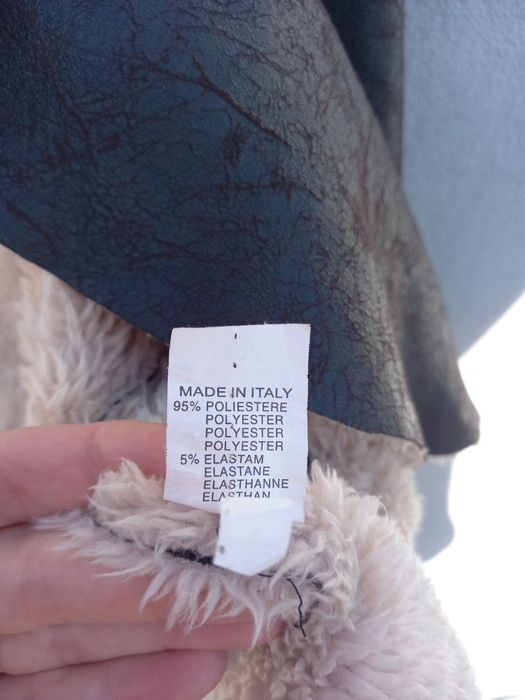 MADE IN ITALY
95% POLIESTERE
POLYESTER
POLYESTER
POLYESTER
5% ELASTAM
ELASTANE
ELASTHANNE
ELASTHAN